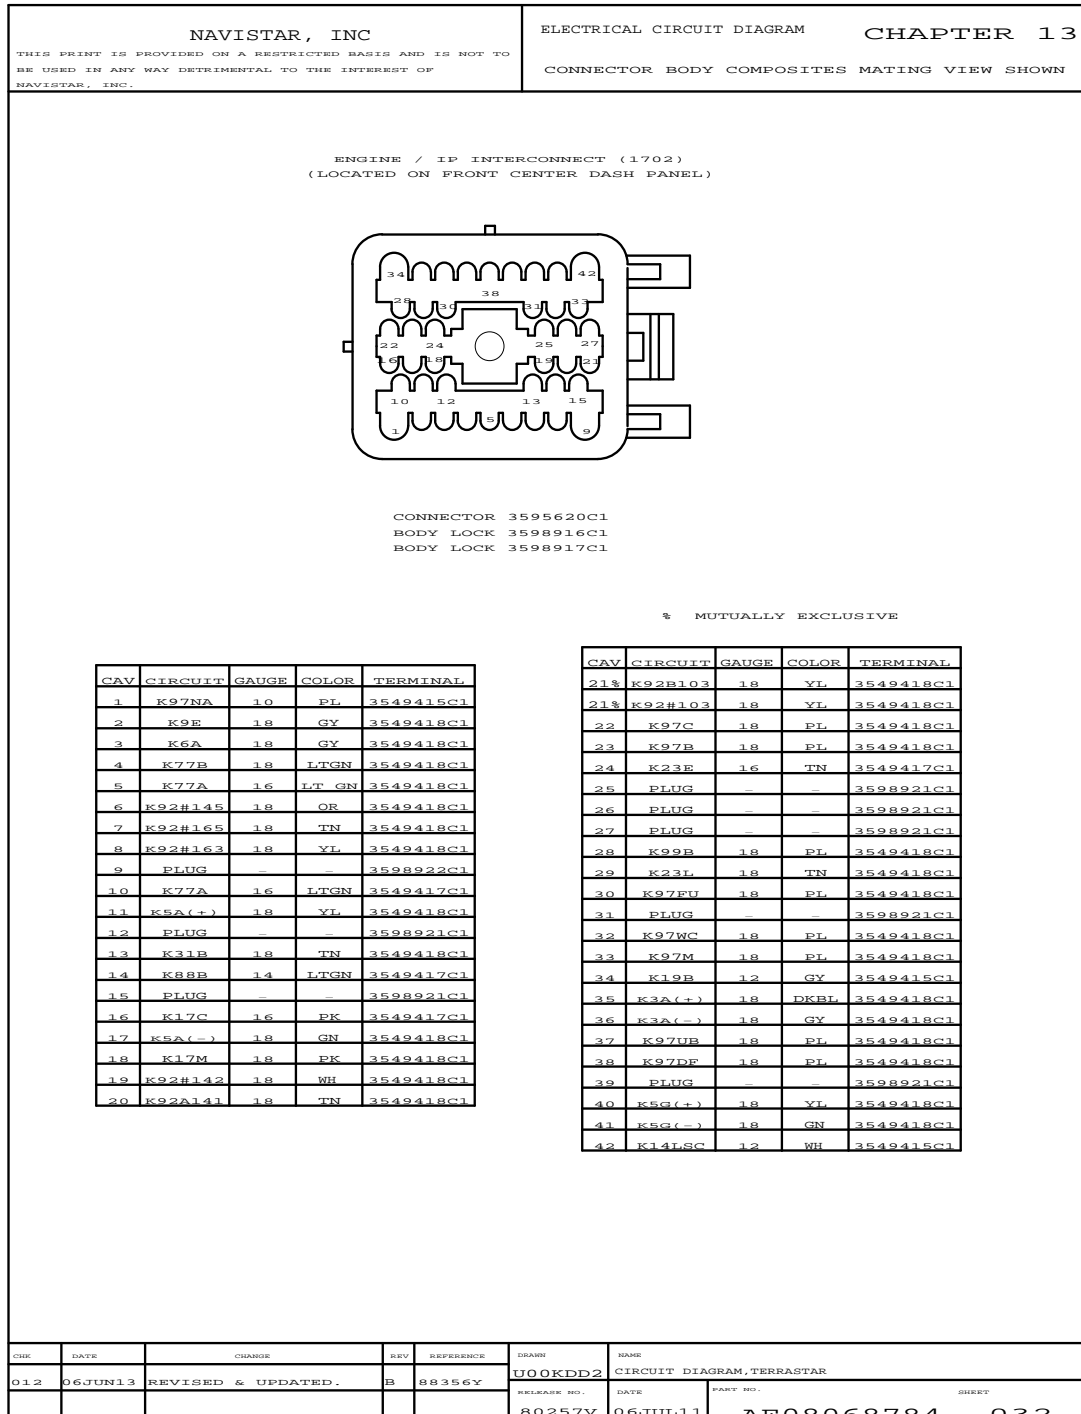 NAVISTAR, INC
THIS PRINT IS PROVIDED ON A RESTRICTED BASIS AND IS NOT TO
BE USED IN ANY WAY DETRIMENTAL TO THE INTEREST OF
NAVISTAR, INC.
ELECTRICAL CIRCUIT DIAGRAM CHAPTER 13
CONNECTOR BODY COMPOSITES MATING VIEW SHOWN
ENGINE / IP INTERCONNECT (1702)
(LOCATED ON FRONT CENTER DASH PANEL)
34 42
38
28 30 31 33
22 24 25 27
16 18 19 21
10 12 13 15
1 5 9
CONNECTOR 3595620C1
BODY LOCK 3598916C1
BODY LOCK 3598917C1
CAV CIRCUIT GAUGE COLOR TERMINAL
1 K97NA 10 PL 3549415C1
2 K9E 18 GY 3549418C1
3 K6A 18 GY 3549418C1
4 K77B 18 LTGN 3549418C1
5 K77A 16 LT GN 3549418C1
6 K92#145 18 OR 3549418C1
7 K92#165 18 TN 3549418C1
8 K92#163 18 YL 3549418C1
9 PLUG – – 3598922C1
10 K77A 16 LTGN 3549417C1
11 K5A(+) 18 YL 3549418C1
12 PLUG – – 3598921C1
13 K31B 18 TN 3549418C1
14 K88B 14 LTGN 3549417C1
15 PLUG – – 3598921C1
16 K17C 16 PK 3549417C1
17 K5A(–) 18 GN 3549418C1
18 K17M 18 PK 3549418C1
19 K92#142 18 WH 3549418C1
20 K92A141 18 TN 3549418C1
% MUTUALLY EXCLUSIVE
CAV CIRCUIT GAUGE COLOR TERMINAL
21% K92B103 18 YL 3549418C1
21% K92#103 18 YL 3549418C1
22 K97C 18 PL 3549418C1
23 K97B 18 PL 3549418C1
24 K23E 16 TN 3549417C1
25 PLUG – – 3598921C1
26 PLUG – – 3598921C1
27 PLUG – – 3598921C1
28 K99B 18 PL 3549418C1
29 K23L 18 TN 3549418C1
30 K97FU 18 PL 3549418C1
31 PLUG – – 3598921C1
32 K97WC 18 PL 3549418C1
33 K97M 18 PL 3549418C1
34 K19B 12 GY 3549415C1
35 K3A(+) 18 DKBL 3549418C1
36 K3A(–) 18 GY 3549418C1
37 K97UB 18 PL 3549418C1
38 K97DF 18 PL 3549418C1
39 PLUG – – 3598921C1
40 K5G(+) 18 YL 3549418C1
41 K5G(–) 18 GN 3549418C1
42 K14LSC 12 WH 3549415C1
CHK DATE CHANGE REV REFERENCE
012 06JUN13 REVISED & UPDATED. B 88356Y
DRAWN
U00KDD2
NAME
CIRCUIT DIAGRAM,TERRASTAR
RELEASE NO.
80257Y
DATE
06JUL11
PART NO. SHEET
AE08068784 033